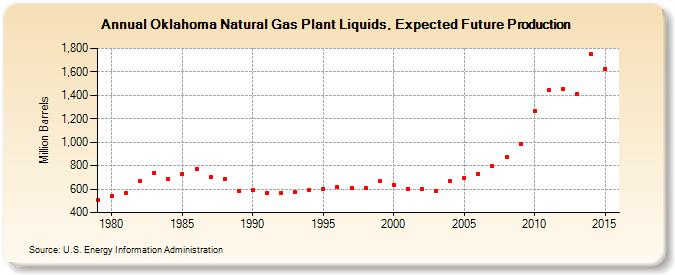 Annual Oklahoma Natural Gas Plant Liquids, Expected Future Production
Million Barrels
1,800
1,600
1,400
1,200
1,000
800
600
400
1980 1985 1990 1995 2000 2005 2010 2015
Source: U.S. Energy Information Administration